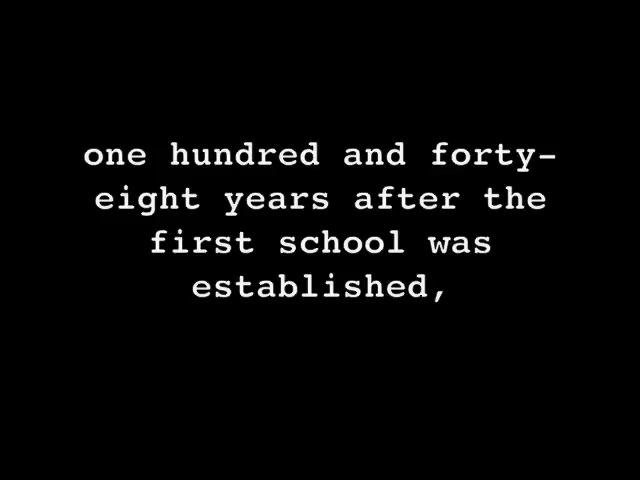 one hundred and forty-
eight years after the
first school was
established,